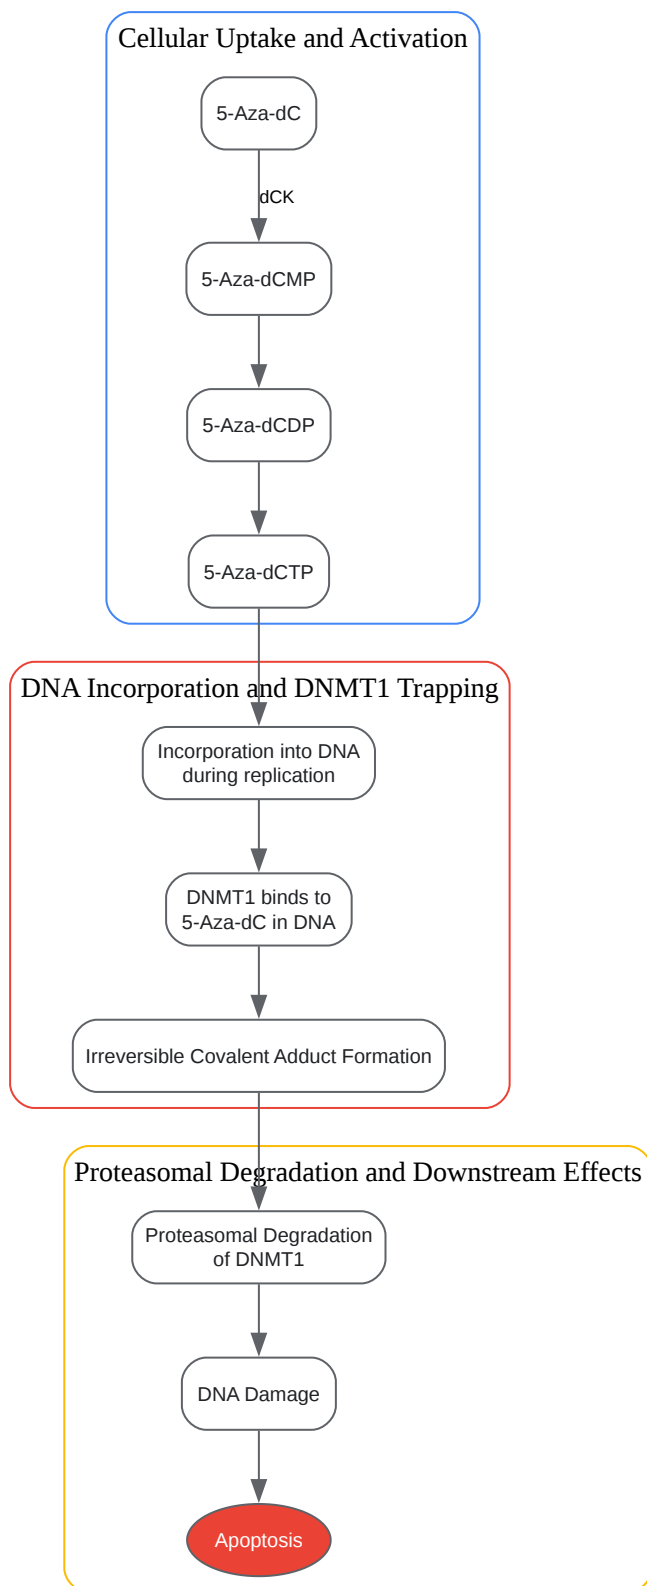 Cellular Uptake and Activation
5-Aza-dC
dCK
5-Aza-dCMP
5-Aza-dCDP
5-Aza-dCTP
DNA Incorporation and DNMT1 Trapping
Incorporation into DNA
during replication
DNMT1 binds to
5-Aza-dC in DNA
Irreversible Covalent Adduct Formation
Proteasomal Degradation and Downstream Effects
Proteasomal Degradation
of DNMT1
DNA Damage
Apoptosis